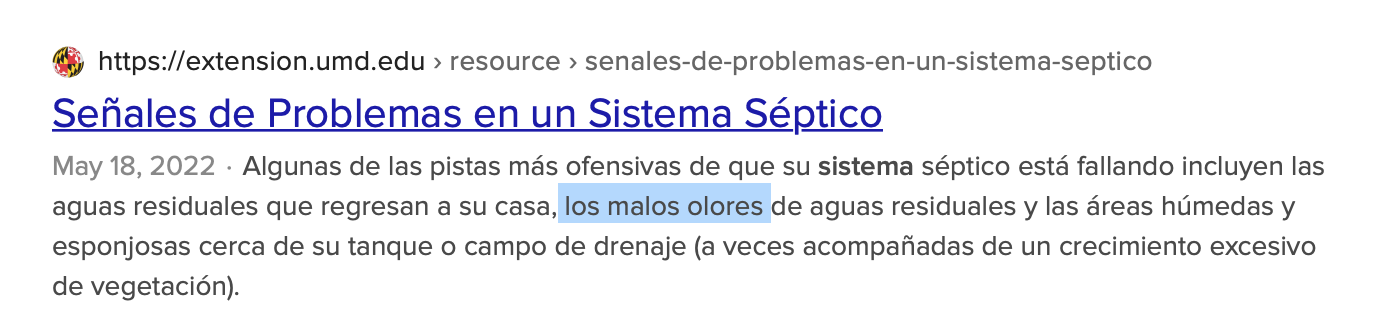 https://extension.umd.edu › resource › senales-de-problemas-en-un-sistema-septico
Señales de Problemas en un Sistema Séptico
May 18, 2022 · Algunas de las pistas más ofensivas de que su sistema séptico está fallando incluyen las
aguas residuales que regresan a su casa, los malos olores de aguas residuales y las áreas húmedas y
esponjosas cerca de su tanque o campo de drenaje (a veces acompañadas de un crecimiento excesivo
de vegetación).